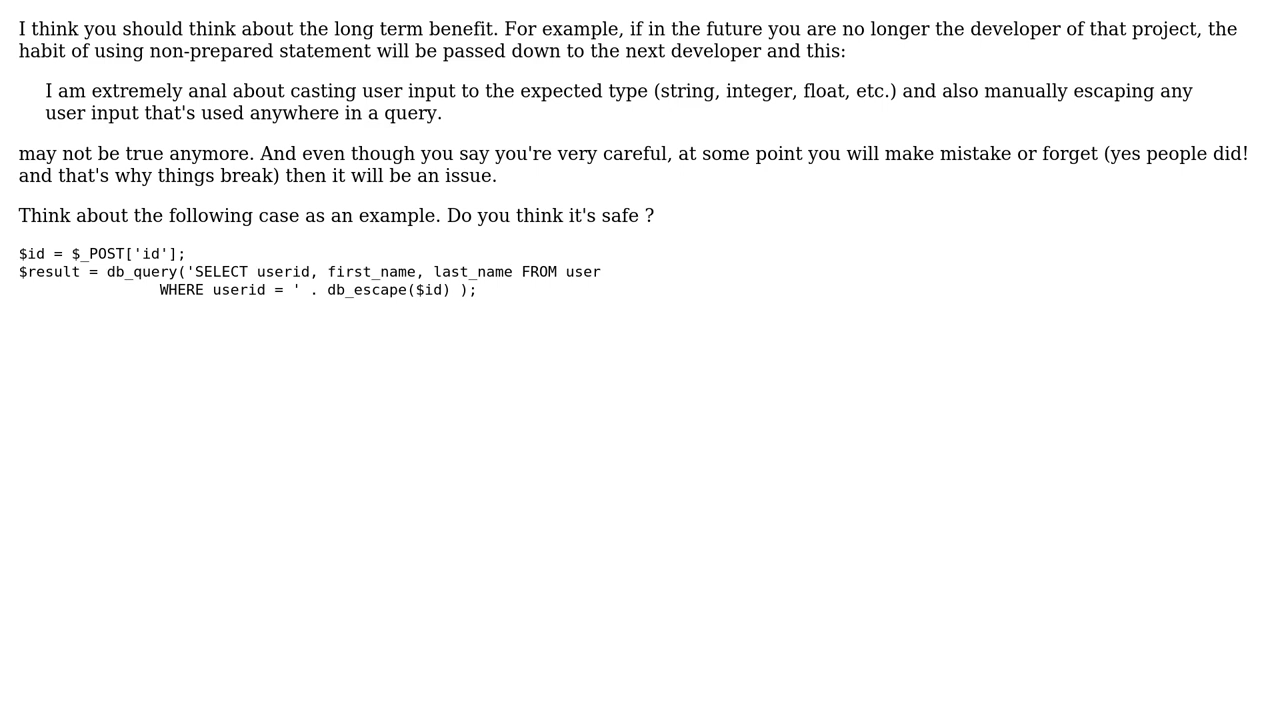 I think you should think about the long term benefit. For example, if in the future you are no longer the developer of that project, the
habit of using non-prepared statement will be passed down to the next developer and this:
I am extremely anal about casting user input to the expected type (string, integer, float, etc.) and also manually escaping any
user input that's used anywhere in a query.
may not be true anymore. And even though you say you're very careful, at some point you will make mistake or forget (yes people did!
and that's why things break) then it will be an issue.
Think about the following case as an example. Do you think it's safe ?
$id = $_POST['id'];
$result = db_query('SELECT userid, first_name, last_name FROM user
                WHERE userid = ' . db_escape($id) );